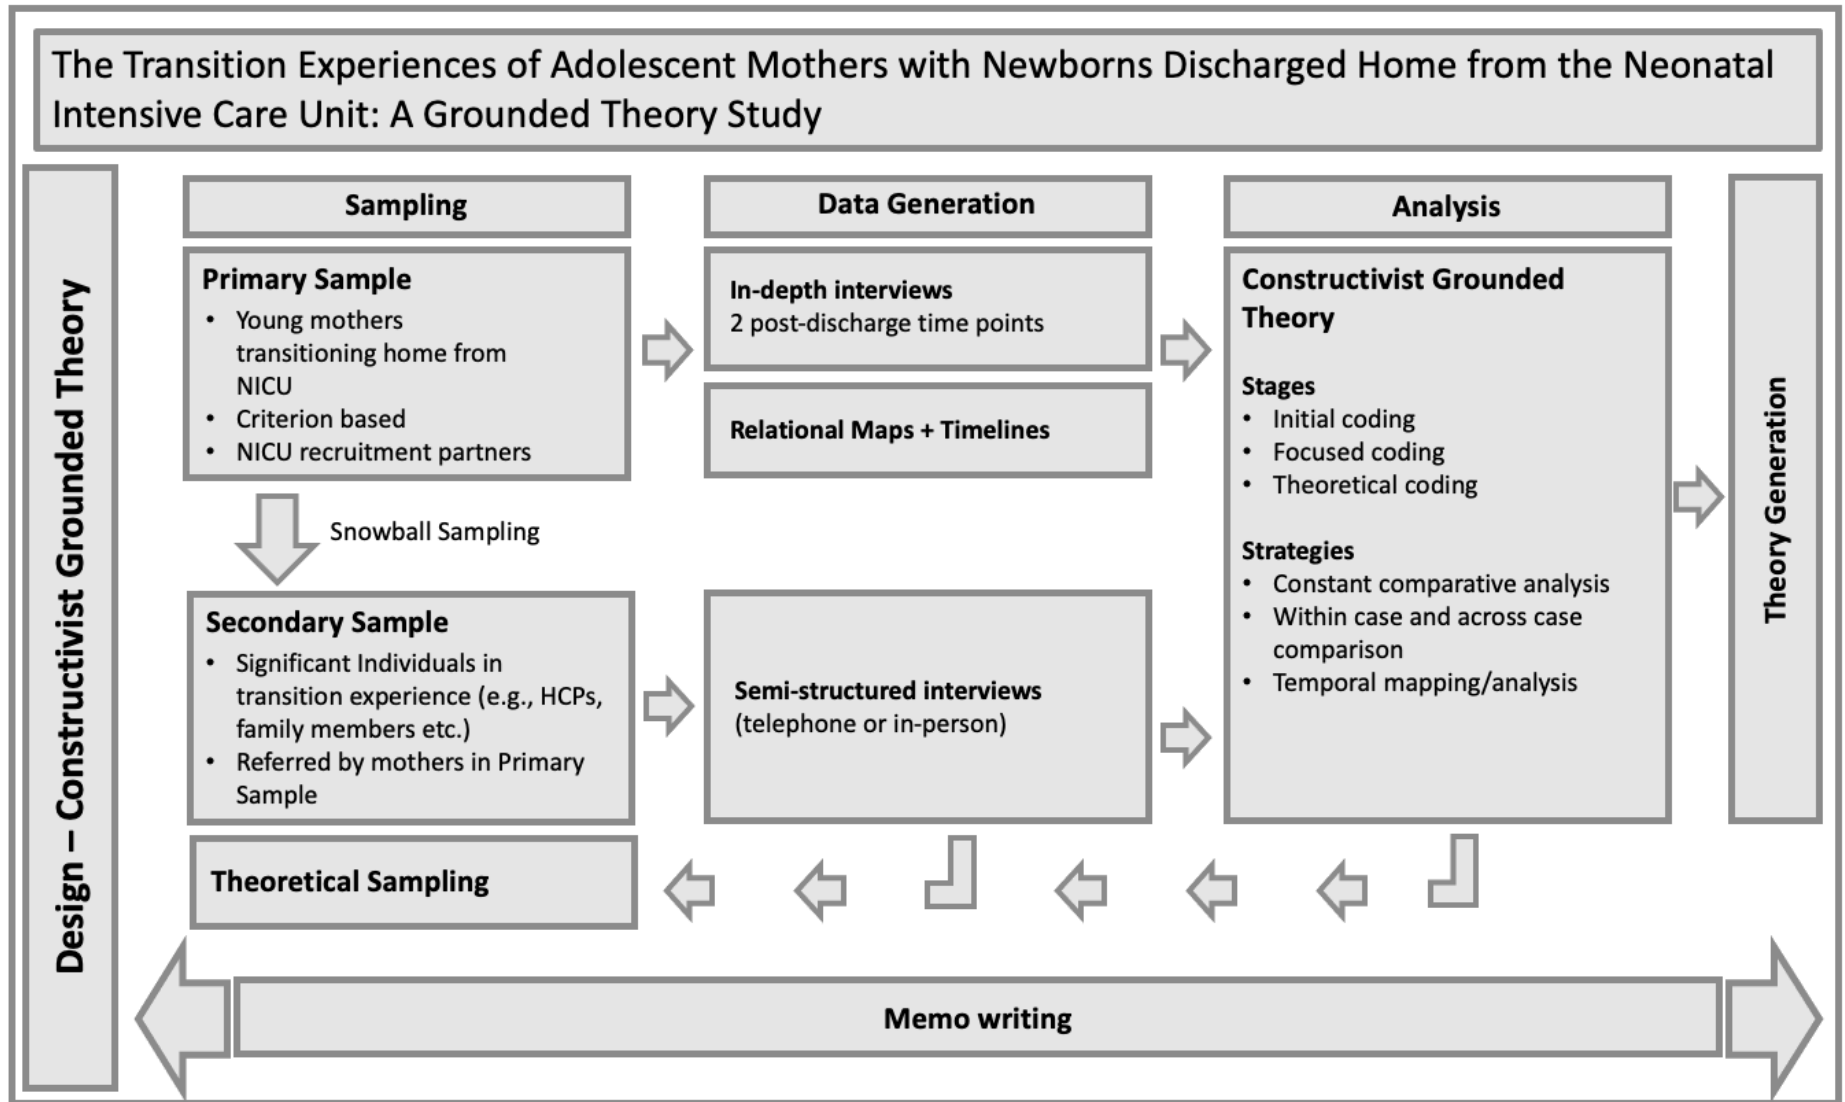 The Transition Experiences of Adolescent Mothers with Newborns Discharged Home from the Neonatal
Intensive Care Unit: A Grounded Theory Study
Design – Constructivist Grounded Theory
Sampling
Primary Sample
• Young mothers
transitioning home from
NICU
• Criterion based
• NICU recruitment partners
Snowball Sampling
Secondary Sample
• Significant Individuals in
transition experience (e.g., HCPs,
family members etc.)
• Referred by mothers in Primary
Sample
Theoretical Sampling
Data Generation
In-depth interviews
2 post-discharge time points
Relational Maps + Timelines
Semi-structured interviews
(telephone or in-person)
Analysis
Constructivist Grounded
Theory
Stages
• Initial coding
• Focused coding
• Theoretical coding
Strategies
• Constant comparative analysis
• Within case and across case
comparison
• Temporal mapping/analysis
Theory Generation
Memo writing